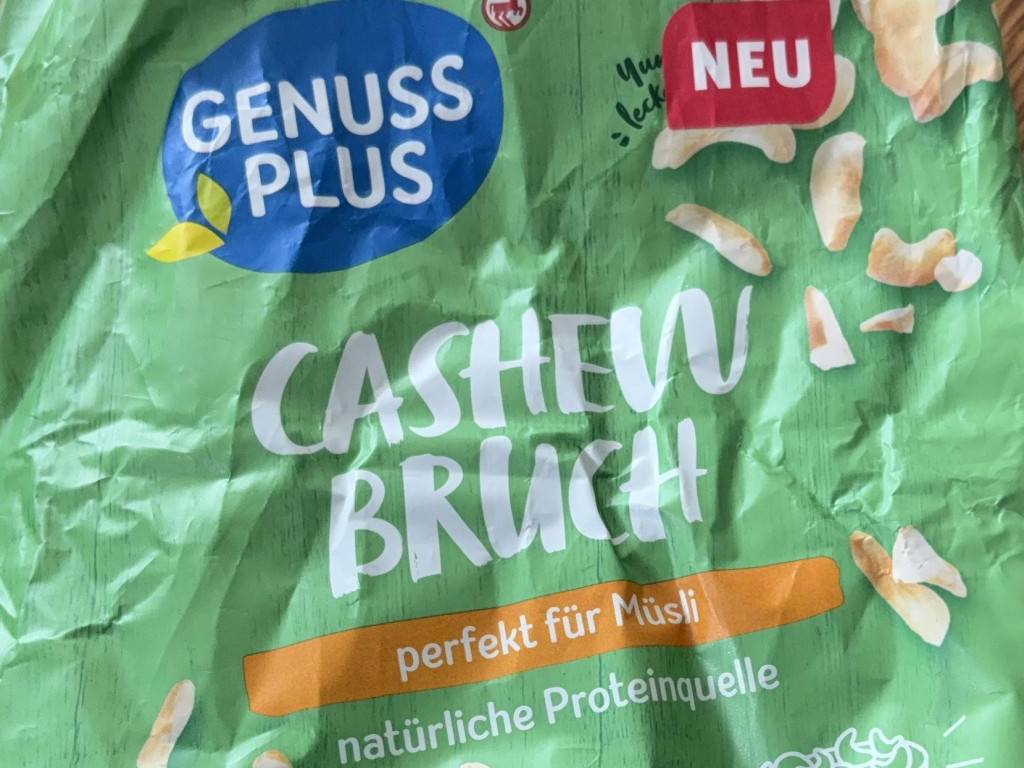 GENUSS
PLUS
NEU
CASHEW
BRUCH
perfekt für Müsli
natürliche Proteinquelle